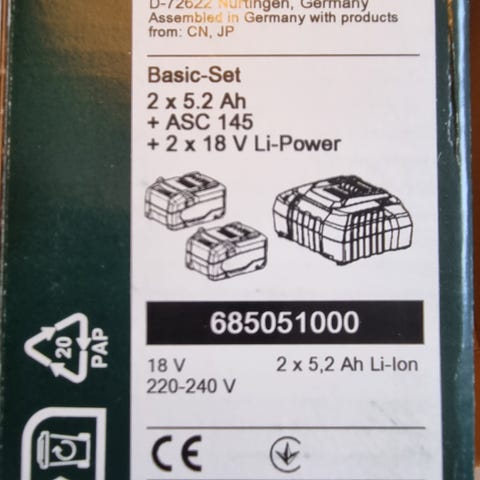 D-72622 Nürtingen, Germany
Assembled in Germany with products
from: CN, JP
Basic-Set
2 x 5.2 Ah
+ ASC 145
+ 2 x 18 V Li-Power
685051000
18 V 2 x 5,2 Ah Li-Ion
220-240 V
20
PAP
CE